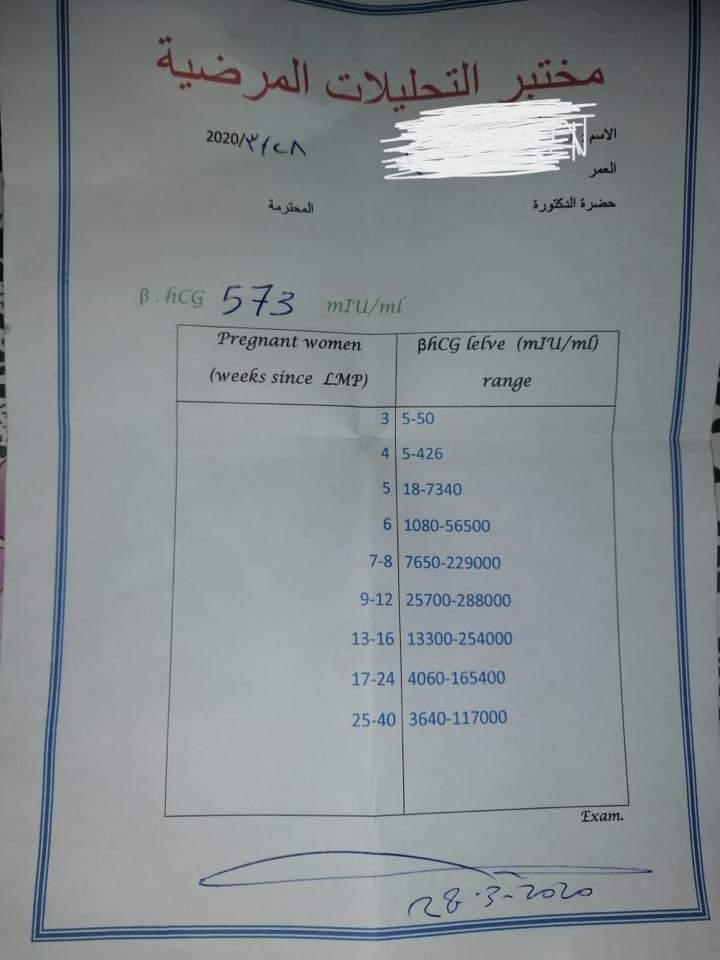 مختبر التحليلات المرضية
الاسم
2020/٣/٢٨
العمر
حضرة الدكتورة المحترمة
β . hCG 573 mIU/ml
Pregnant women (weeks since LMP) βhCG lelve (mIU/ml) range
3 5-50
4 5-426
5 18-7340
6 1080-56500
7-8 7650-229000
9-12 25700-288000
13-16 13300-254000
17-24 4060-165400
25-40 3640-117000
Exam.
28-3-2020